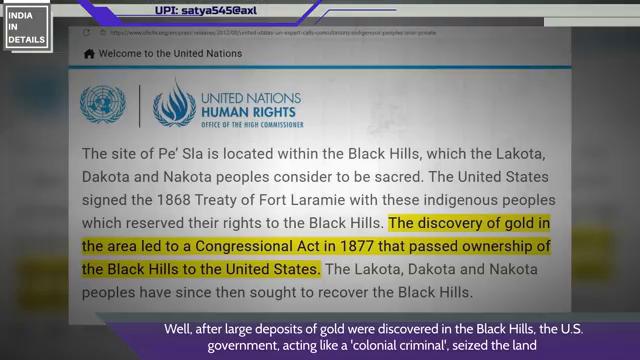 INDIA
IN
DETAILS
UPI: satya545@axl
Welcome to the United Nations
UNITED NATIONS
HUMAN RIGHTS
OFFICE OF THE HIGH COMMISSIONER
The site of Pe’ Sla is located within the Black Hills, which the Lakota,
Dakota and Nakota peoples consider to be sacred. The United States
signed the 1868 Treaty of Fort Laramie with these indigenous peoples
which reserved their rights to the Black Hills. The discovery of gold in
the area led to a Congressional Act in 1877 that passed ownership of
the Black Hills to the United States. The Lakota, Dakota and Nakota
peoples have since then sought to recover the Black Hills.
Well, after large deposits of gold were discovered in the Black Hills, the U.S.
government, acting like a 'colonial criminal', seized the land